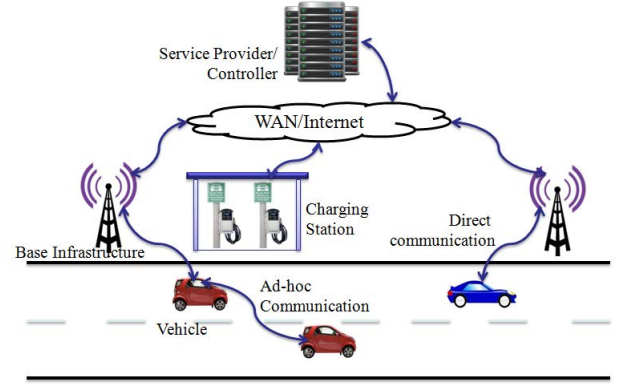 Service Provider/
Controller
WAN/Internet
Charging
Station
Direct
communication
Base Infrastructure
Ad-hoc
Communication
Vehicle